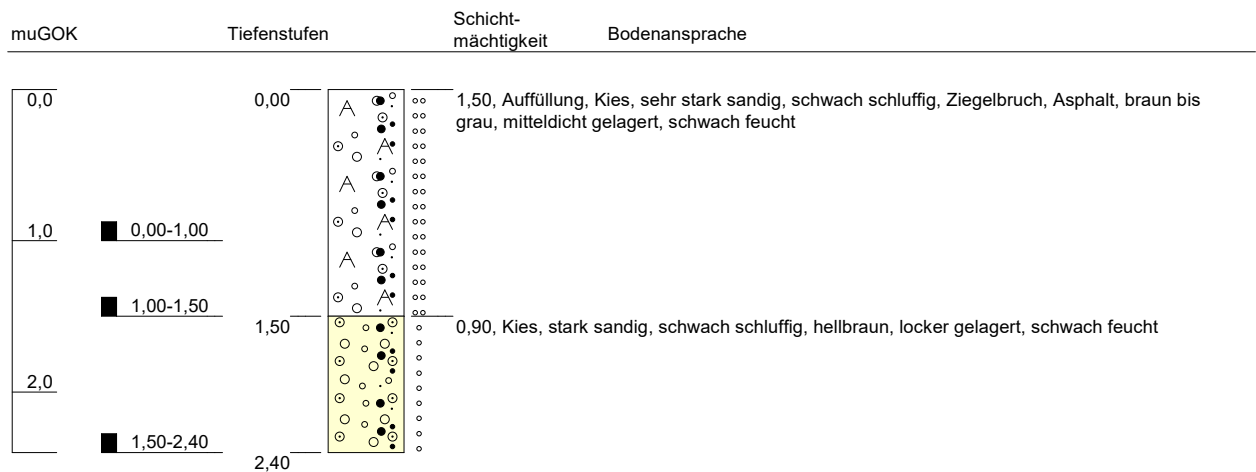 muGOK Tiefenstufen Schicht-
mächtigkeit Bodenansprache
0,0 0,00 1,50, Auffüllung, Kies, sehr stark sandig, schwach schluffig, Ziegelbruch, Asphalt, braun bis
grau, mitteldicht gelagert, schwach feucht
1,0 0,00-1,00
1,00-1,50
1,50 0,90, Kies, stark sandig, schwach schluffig, hellbraun, locker gelagert, schwach feucht
2,0
1,50-2,40
2,40